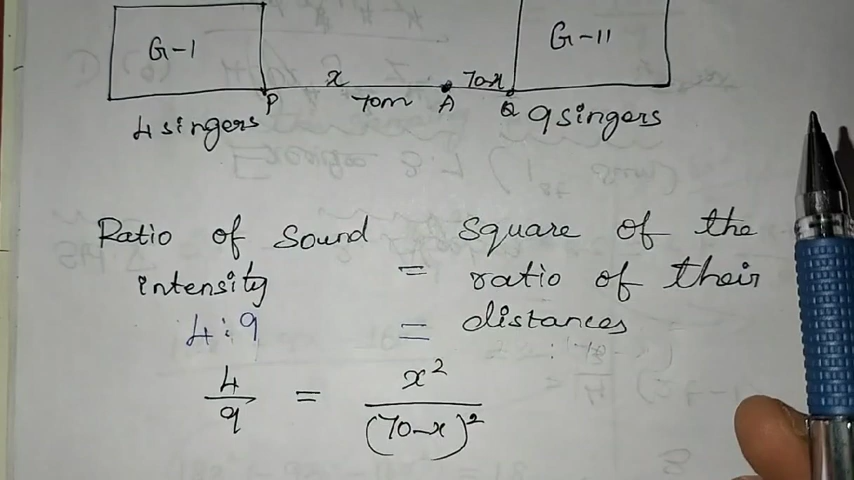 G-I
G-II
x
70-x
P
70m
A
Q
4 singers
9 singers
Ratio of sound = square of the
intensity = ratio of their
4:9 = distances
4/9 = x²/(70-x)²